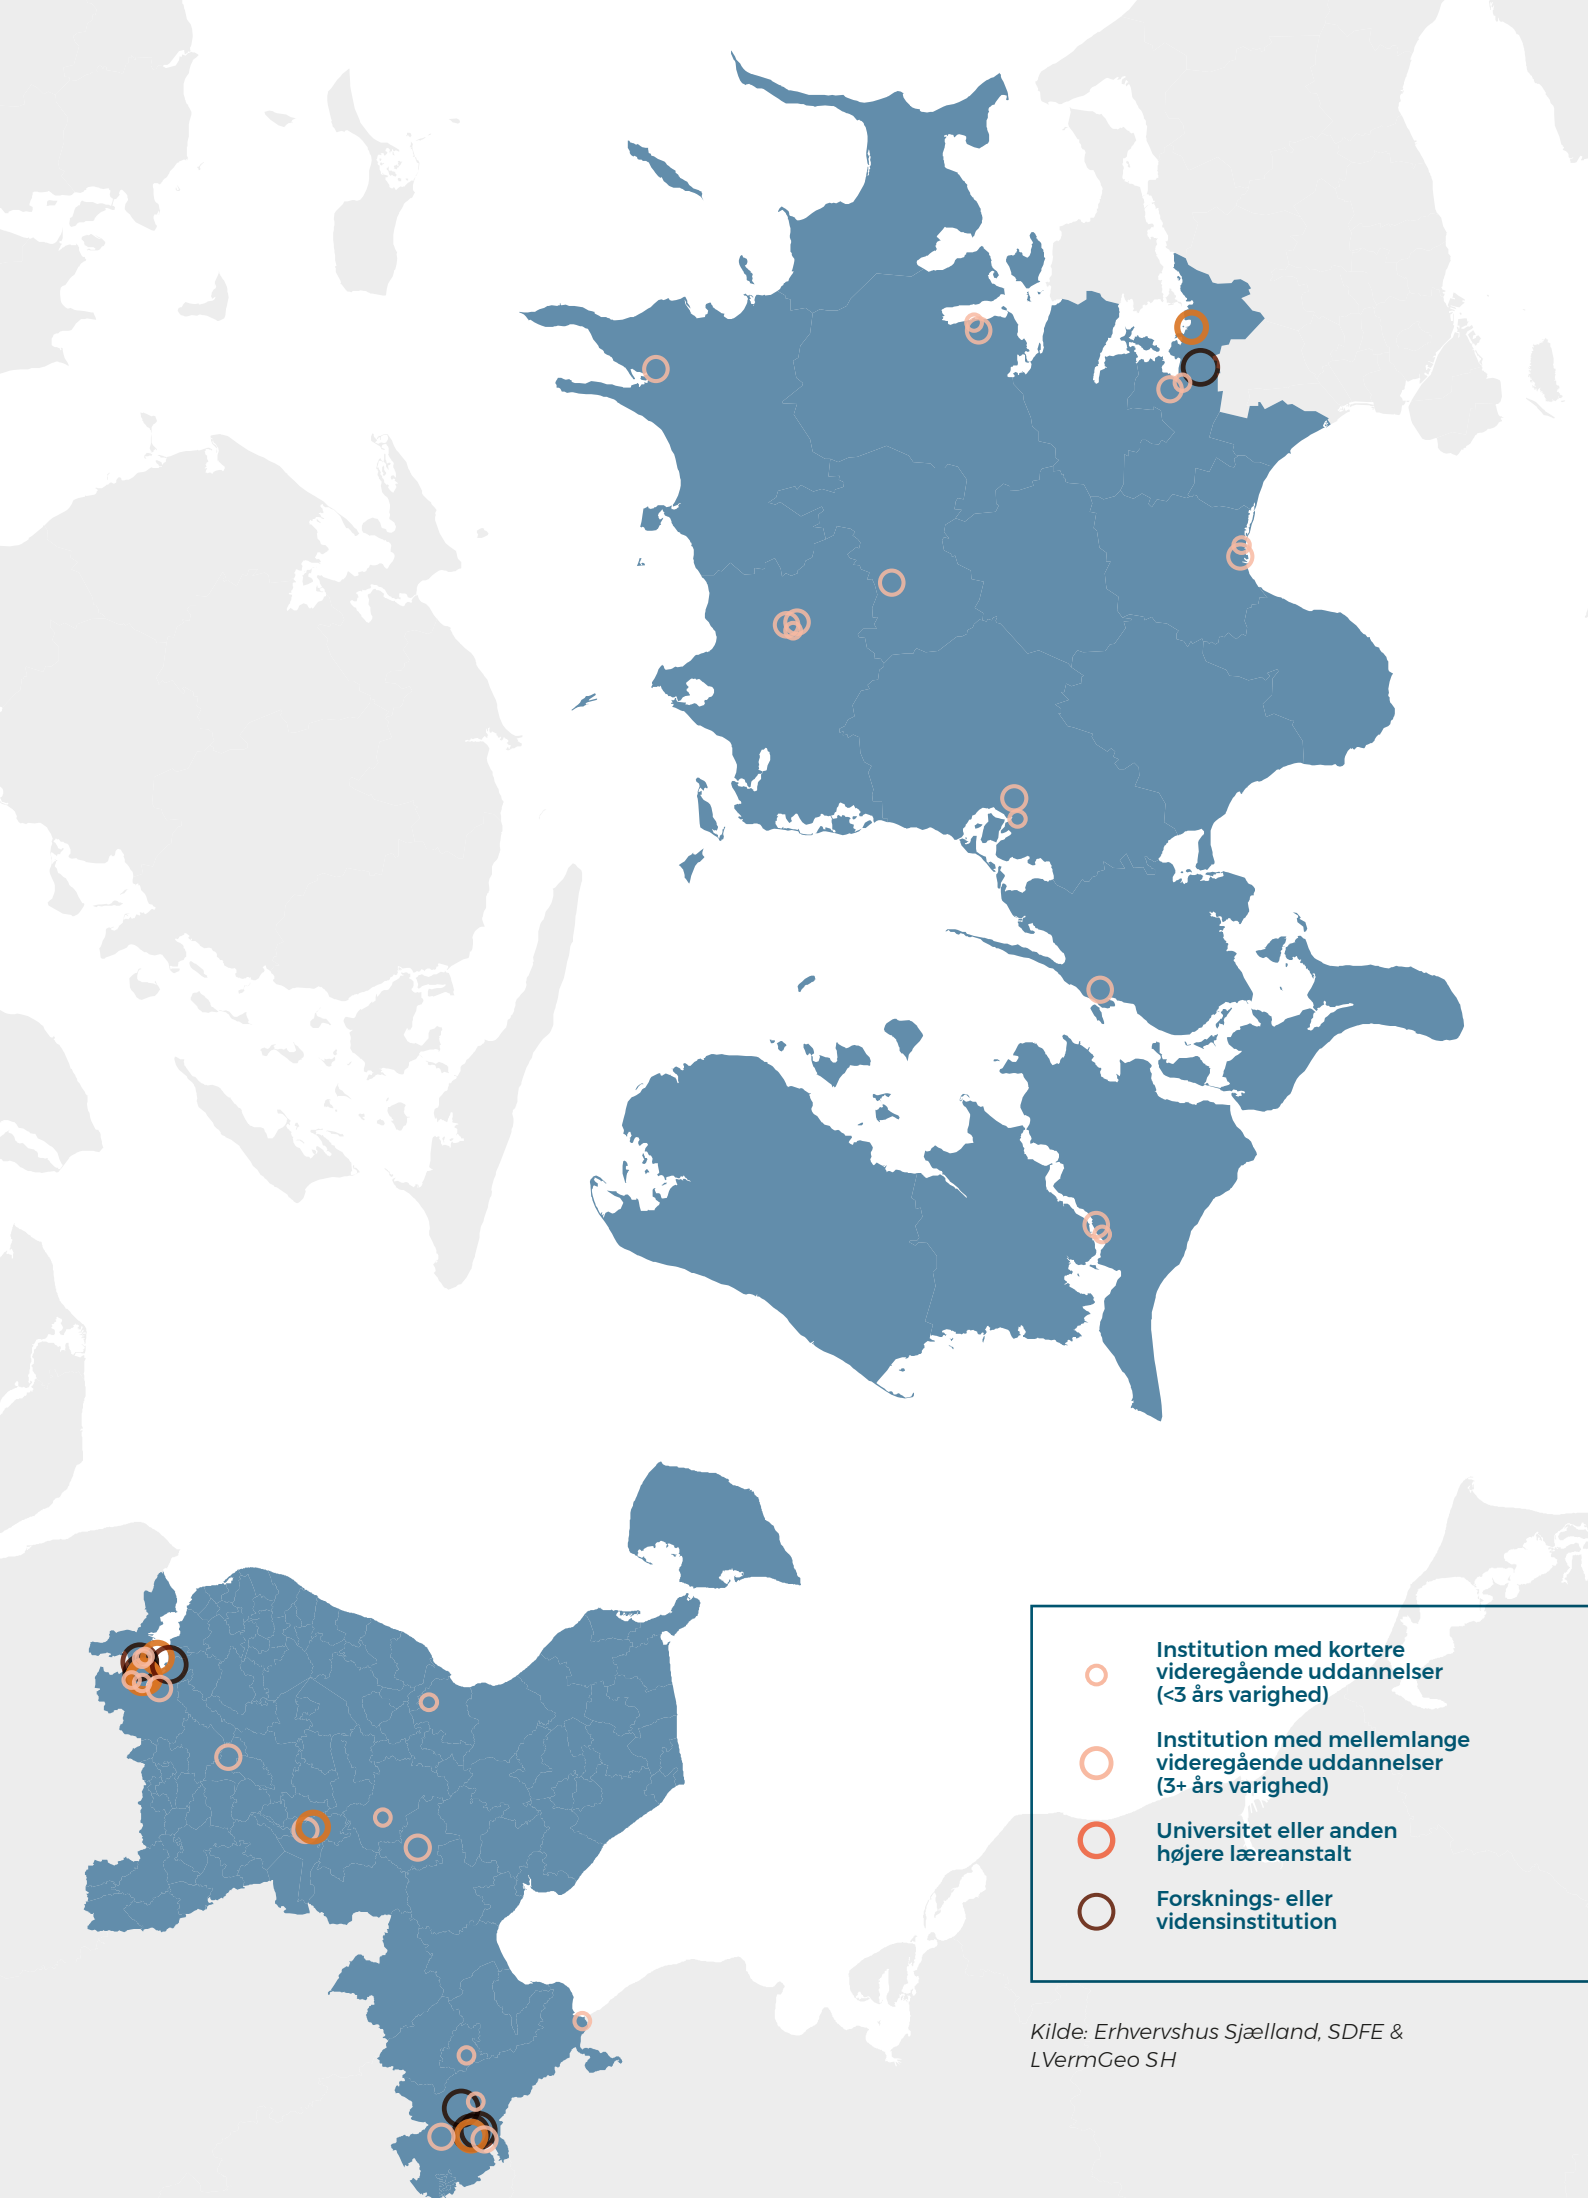 Institution med kortere
videregående uddannelser
(<3 års varighed)
Institution med mellemlange
videregående uddannelser
(3+ års varighed)
Universitet eller anden
højere læreanstalt
Forsknings- eller
vidensinstitution
Kilde: Erhvervshus Sjælland, SDFE &
LVermGeo SH